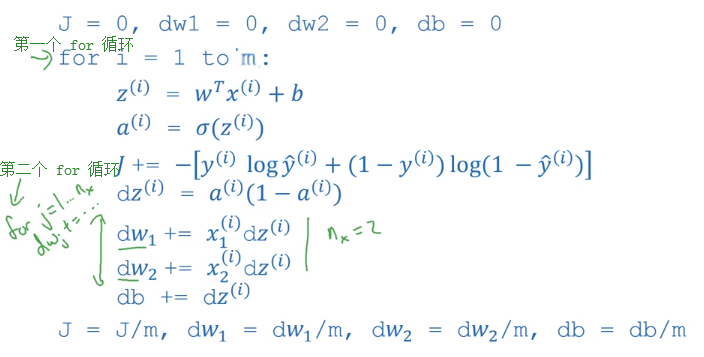 J = 0, dw1 = 0, dw2 = 0, db = 0
第一个 for 循环
for i = 1 to m:
z⁽ⁱ⁾ = wᵀx⁽ⁱ⁾ + b
a⁽ⁱ⁾ = σ(z⁽ⁱ⁾)
第二个 for 循环
J += −[y⁽ⁱ⁾ log ŷ⁽ⁱ⁾ + (1 − y⁽ⁱ⁾) log(1 − ŷ⁽ⁱ⁾)]
dz⁽ⁱ⁾ = a⁽ⁱ⁾(1 − a⁽ⁱ⁾)
for j=1...nₓ
dwⱼ += ...
dw₁ += x₁⁽ⁱ⁾dz⁽ⁱ⁾
nₓ=2
dw₂ += x₂⁽ⁱ⁾dz⁽ⁱ⁾
db += dz⁽ⁱ⁾
J = J/m, dw₁ = dw₁/m, dw₂ = dw₂/m, db = db/m